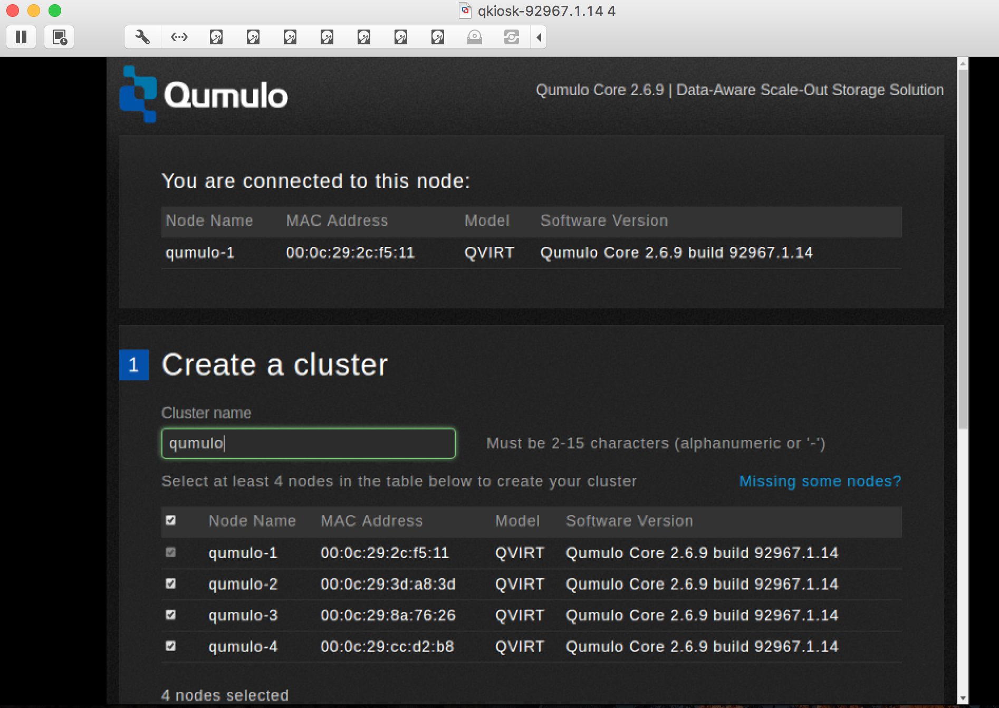 qkiosk-92967.1.14 4
Qumulo
Qumulo Core 2.6.9 | Data-Aware Scale-Out Storage Solution
You are connected to this node:
Node Name MAC Address Model Software Version
qumulo-1 00:0c:29:2c:f5:11 QVIRT Qumulo Core 2.6.9 build 92967.1.14
1 Create a cluster
Cluster name
qumulo Must be 2-15 characters (alphanumeric or '-')
Select at least 4 nodes in the table below to create your cluster Missing some nodes?
Node Name MAC Address Model Software Version
qumulo-1 00:0c:29:2c:f5:11 QVIRT Qumulo Core 2.6.9 build 92967.1.14
qumulo-2 00:0c:29:3d:a8:3d QVIRT Qumulo Core 2.6.9 build 92967.1.14
qumulo-3 00:0c:29:8a:76:26 QVIRT Qumulo Core 2.6.9 build 92967.1.14
qumulo-4 00:0c:29:cc:d2:b8 QVIRT Qumulo Core 2.6.9 build 92967.1.14
4 nodes selected